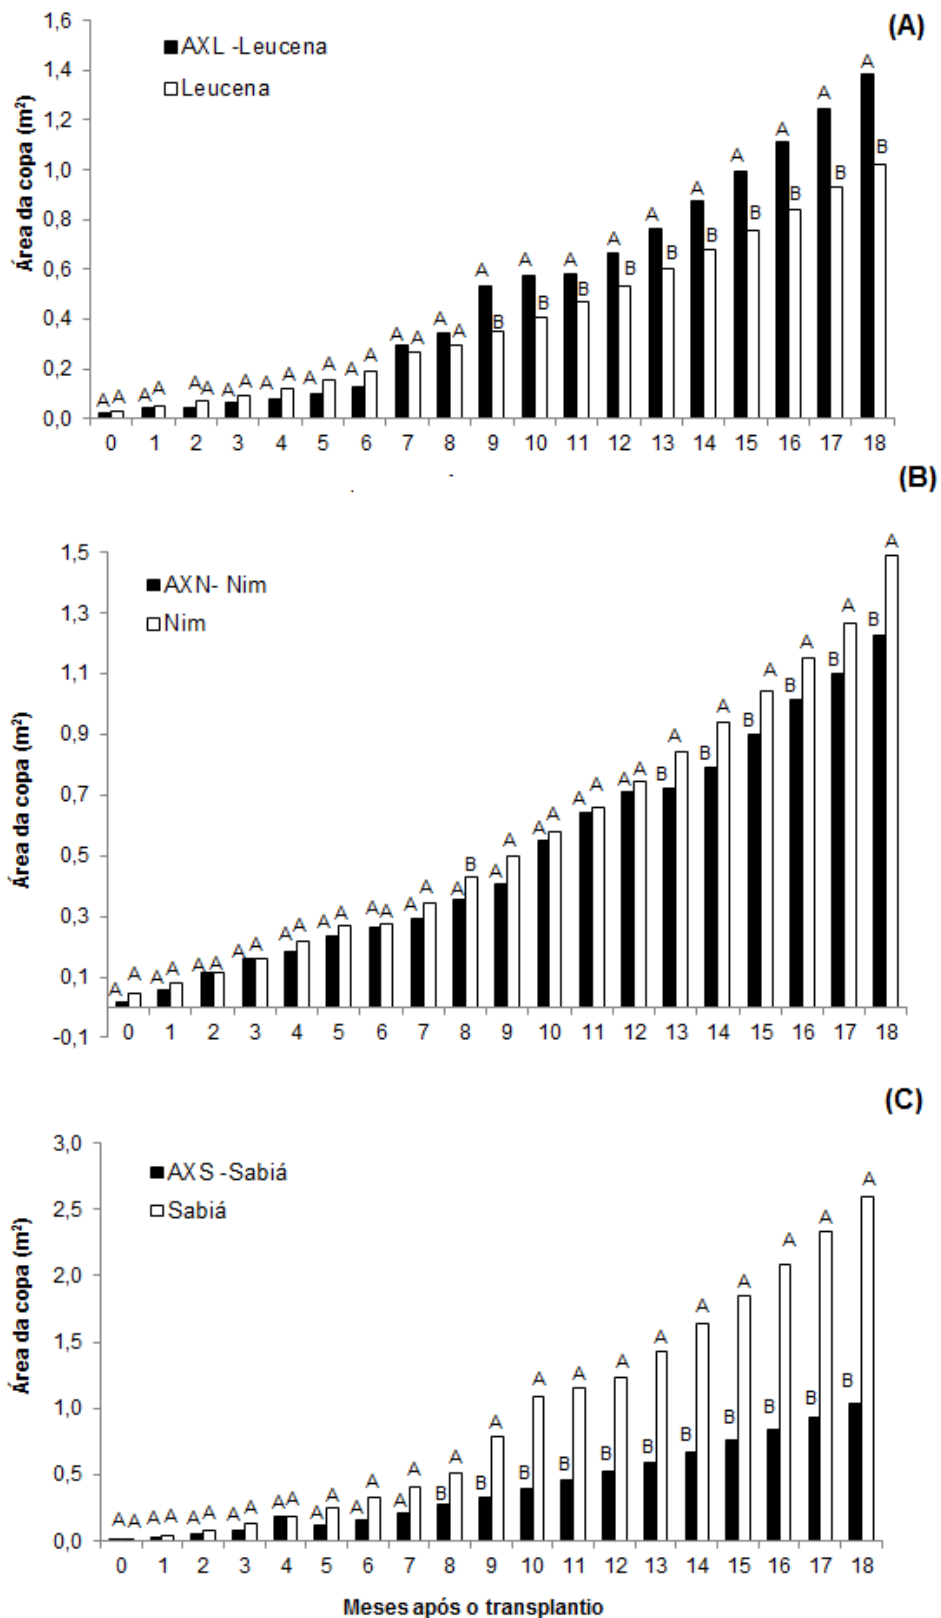 (A)
AXL -Leucena
Leucena
Área da copa (m²)
1,6
1,4
1,2
1,0
0,8
0,6
0,4
0,2
0,0
A A A A A A A A A A A A A A A A A A A B A B A B A B A B A B A B A B A B A B
0 1 2 3 4 5 6 7 8 9 10 11 12 13 14 15 16 17 18
(B)
AXN- Nim
Nim
Área da copa (m²)
1,5
1,3
1,1
0,9
0,7
0,5
0,3
0,1
-0,1
A A A A A A A A A A A A A A A A A B A A A A A A A A B A B A B A B A B A B A
0 1 2 3 4 5 6 7 8 9 10 11 12 13 14 15 16 17 18
(C)
AXS -Sabiá
Sabiá
Área da copa (m²)
3,0
2,5
2,0
1,5
1,0
0,5
0,0
A A A A A A A A A A A A A A A A B A B A B A B A B A B A B A B A B A B A B A
0 1 2 3 4 5 6 7 8 9 10 11 12 13 14 15 16 17 18
Meses após o transplantio